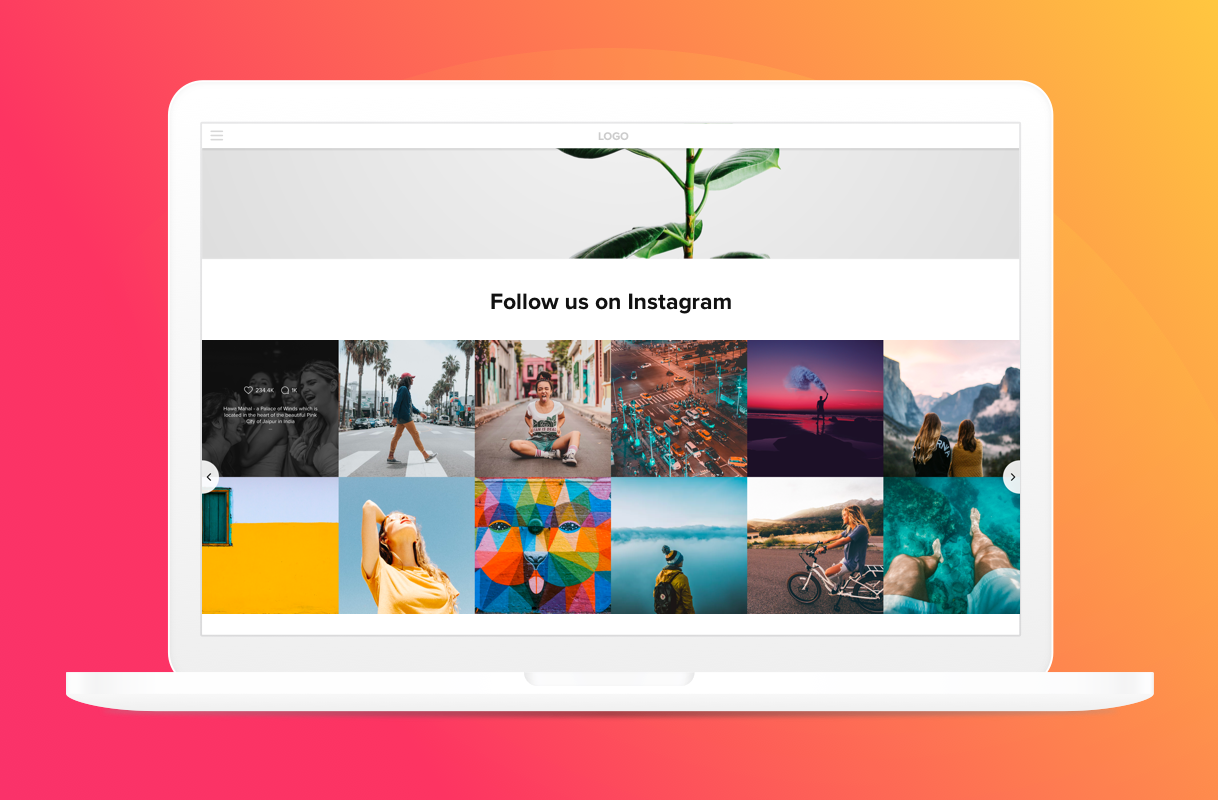 LOGO
Follow us on Instagram
234.4K 1K
Hawa Mahal - a Palace of Winds which is
located in the heart of the beautiful Pink
City of Jaipur in India